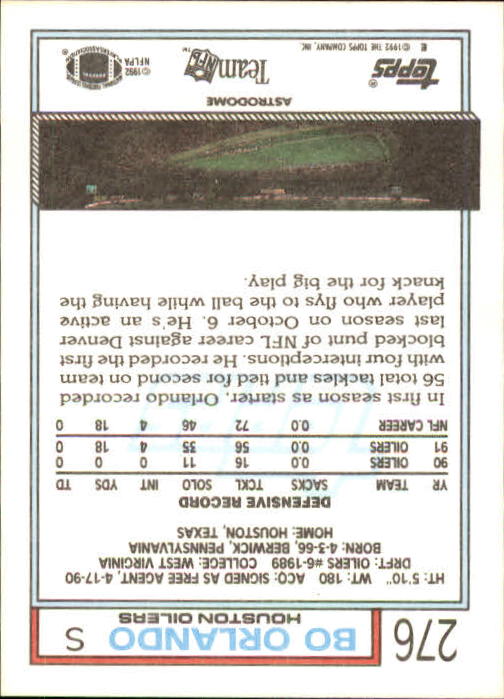 276
BO ORLANDO S
HOUSTON OILERS
HT: 5'10" WT: 180 ACQ: SIGNED AS FREE AGENT, 4-17-90
DRFT: OILERS #6-1989 COLLEGE: WEST VIRGINIA
BORN: 4-3-66, BERWICK, PENNSYLVANIA
HOME: HOUSTON, TEXAS
DEFENSIVE RECORD
YR TEAM SACKS TCKL SOLO INT YDS TD
90 OILERS 0.0 16 11 0 0 0
91 OILERS 0.0 56 35 4 18 0
NFL CAREER 0.0 72 46 4 18 0
In first season as starter, Orlando recorded
56 total tackles and tied for second on team
with four interceptions. He recorded the first
blocked punt of NFL career against Denver
last season on October 6. He's an active
player who flys to the ball while having the
knack for the big play.
ASTRODOME
Topps ®
© 1992 THE TOPPS COMPANY, INC.
Team NFL ™
© 1992
NFLPA